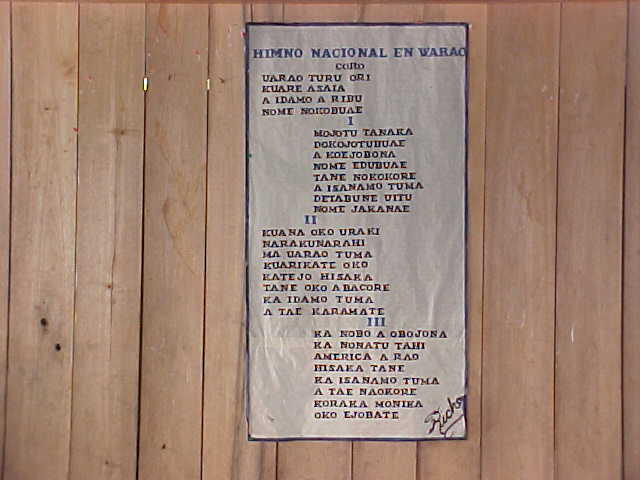 HIMNO NACIONAL EN WARAO
CORO
UARAO TURU ORI
KUARE ASAIA
A IDAMO A RIBU
NOME NOKOBUAE
I
MOJOTU TANAKA
DOKOJOTUBUAE
A KOEJOBONA
NOME EDUBUAE
TANE NOKOKORE
A ISANAMO TUMA
DETABUNE UITU
NOME JAKANAE
II
KUANA OKO URAKI
NARAKUNARAHI
MA UARAO TUMA
KUARIKATE OKO
KATEJO HISAKA
TANE OKO ABACORE
KA IDAMO TUMA
A TAE KARAMATE
III
KA NOBO A OBOJONA
KA NONATU TAHI
AMERICA A RAO
HISAKA TANE
KA ISANAMO TUMA
A TAE NAOKORE
KORAKA MONIKA
OKO EJOBATE